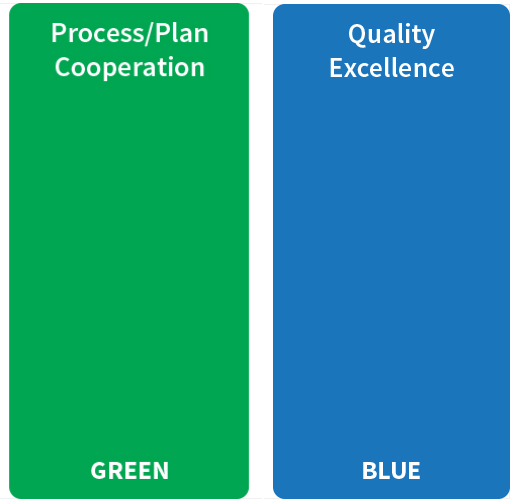 Process/Plan
Cooperation
GREEN
Quality
Excellence
BLUE